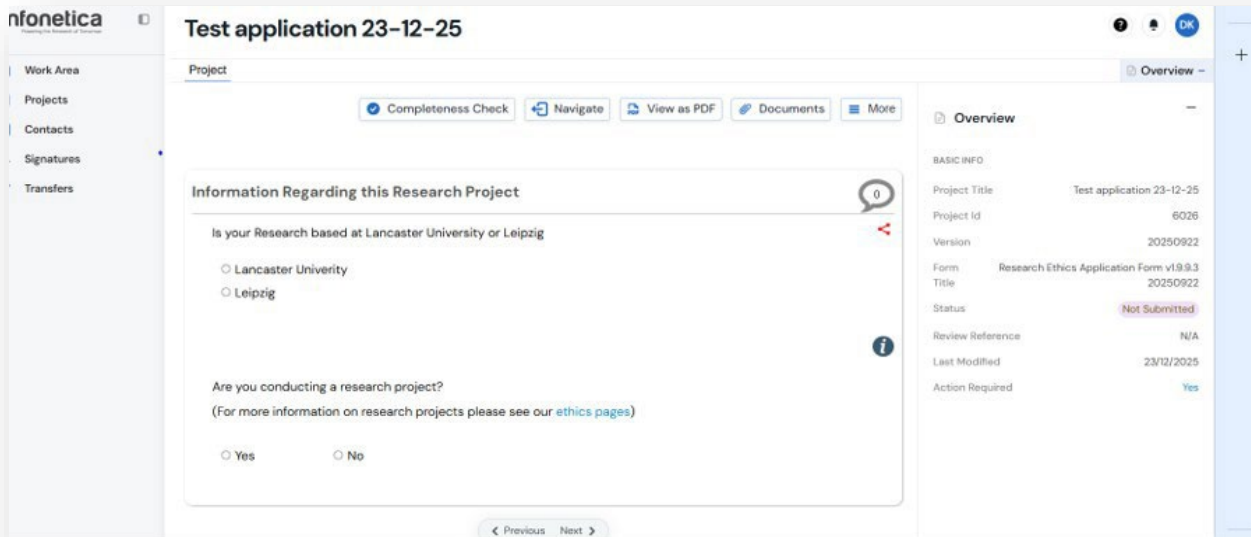 nfonetica
Test application 23-12-25
DK
Work Area
Projects
Contacts
Signatures
Transfers
Project
Overview
Completeness Check
Navigate
View as PDF
Documents
More
Information Regarding this Research Project
0
Is your Research based at Lancaster University or Leipzig
Lancaster Univerity
Leipzig
Are you conducting a research project?
(For more information on research projects please see our ethics pages)
Yes No
Previous Next
Overview
BASIC INFO
Project Title Test application 23-12-25
Project Id 6026
Version 20250922
Form Title Research Ethics Application Form v1.9.9.3 20250922
Status Not Submitted
Review Reference N/A
Last Modified 23/12/2025
Action Required Yes